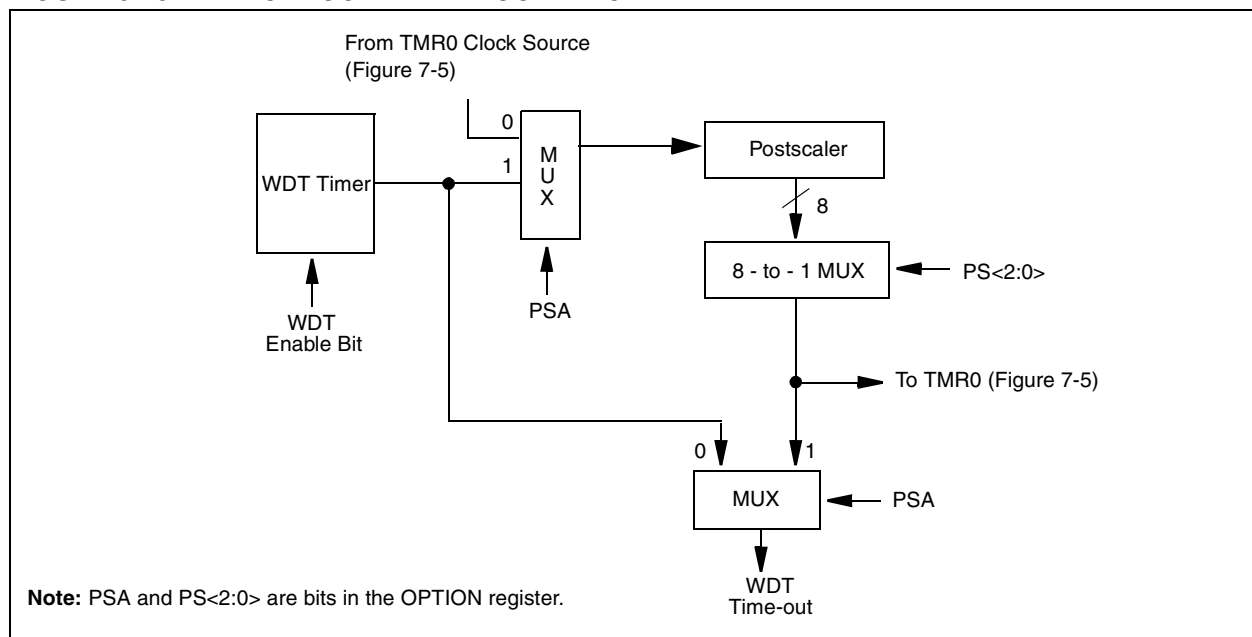 From TMR0 Clock Source
(Figure 7-5)
0
1
M
U
X
WDT Timer
Postscaler
8
8 - to - 1 MUX
PS<2:0>
PSA
WDT
Enable Bit
To TMR0 (Figure 7-5)
0
1
MUX
PSA
WDT
Time-out
Note: PSA and PS<2:0> are bits in the OPTION register.